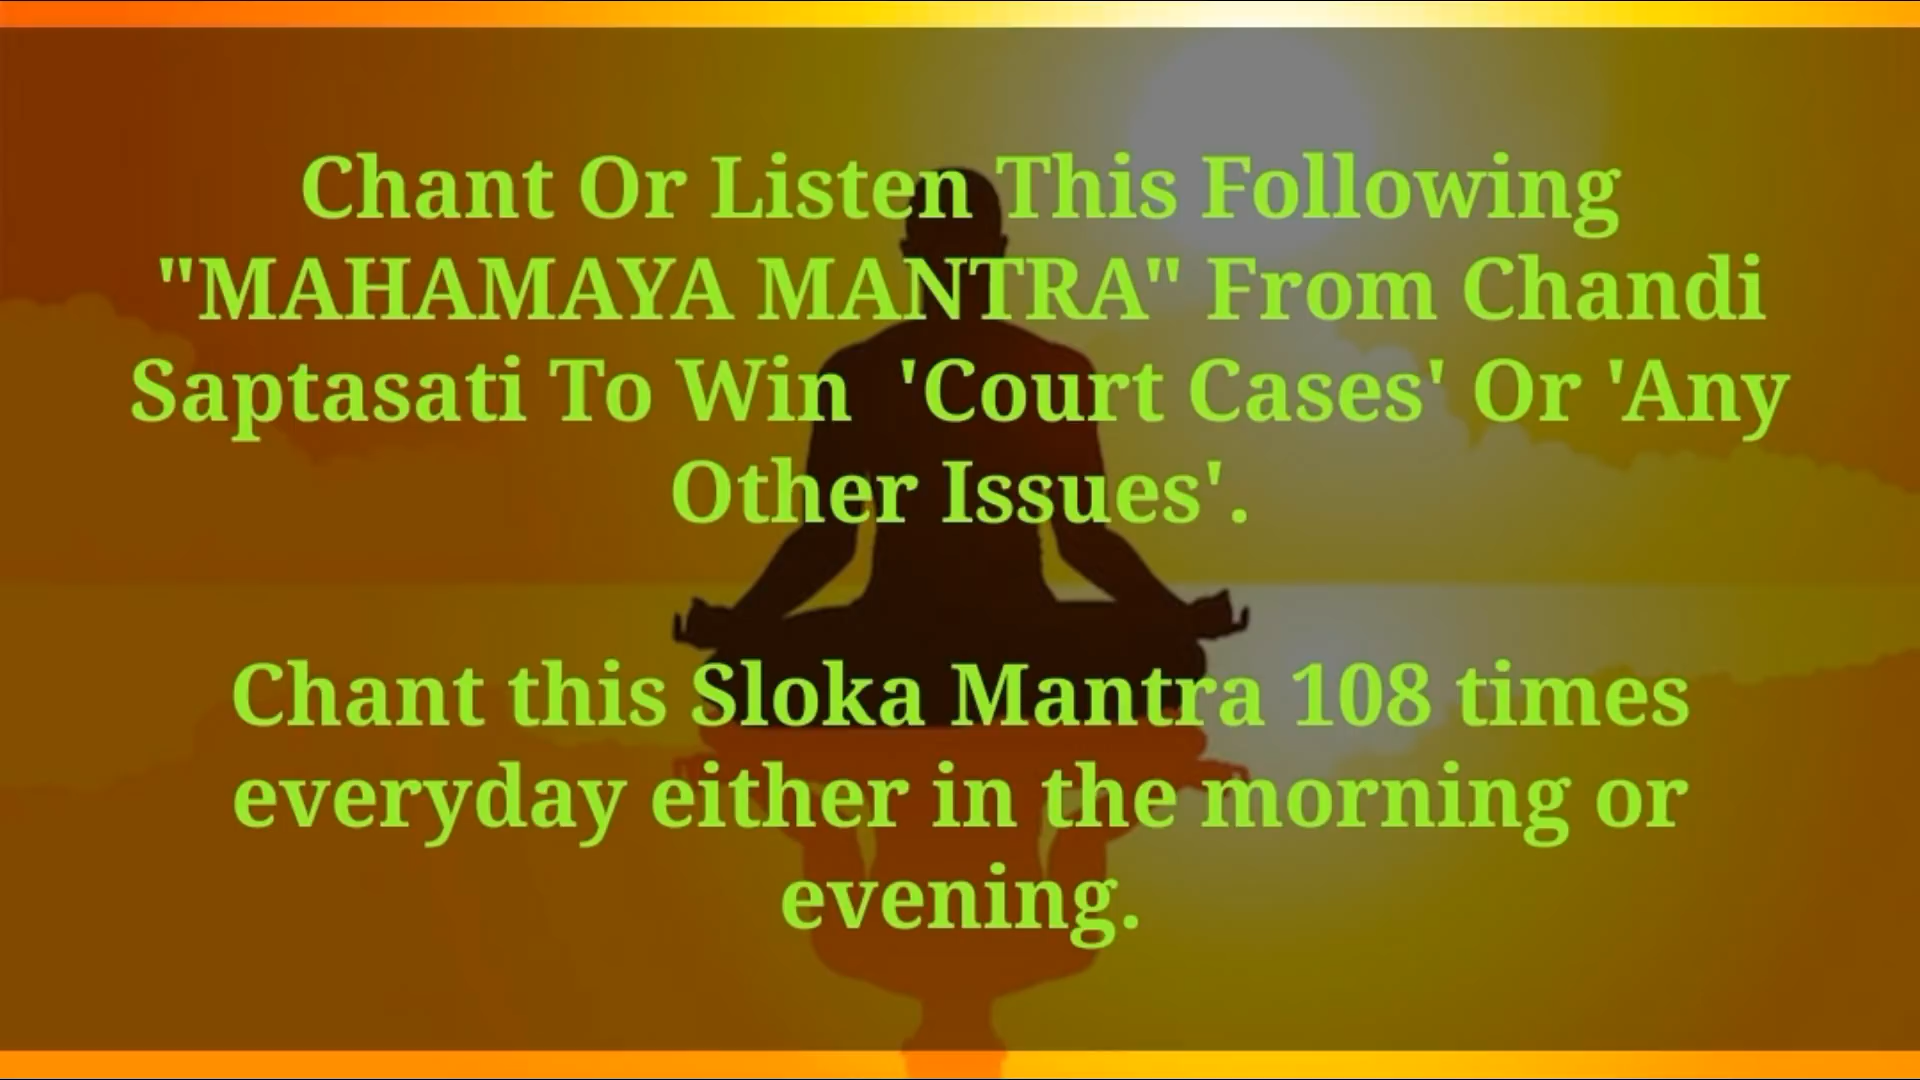 Chant Or Listen This Following
"MAHAMAYA MANTRA" From Chandi
Saptasati To Win  'Court Cases' Or 'Any
Other Issues'.
Chant this Sloka Mantra 108 times
everyday either in the morning or
evening.